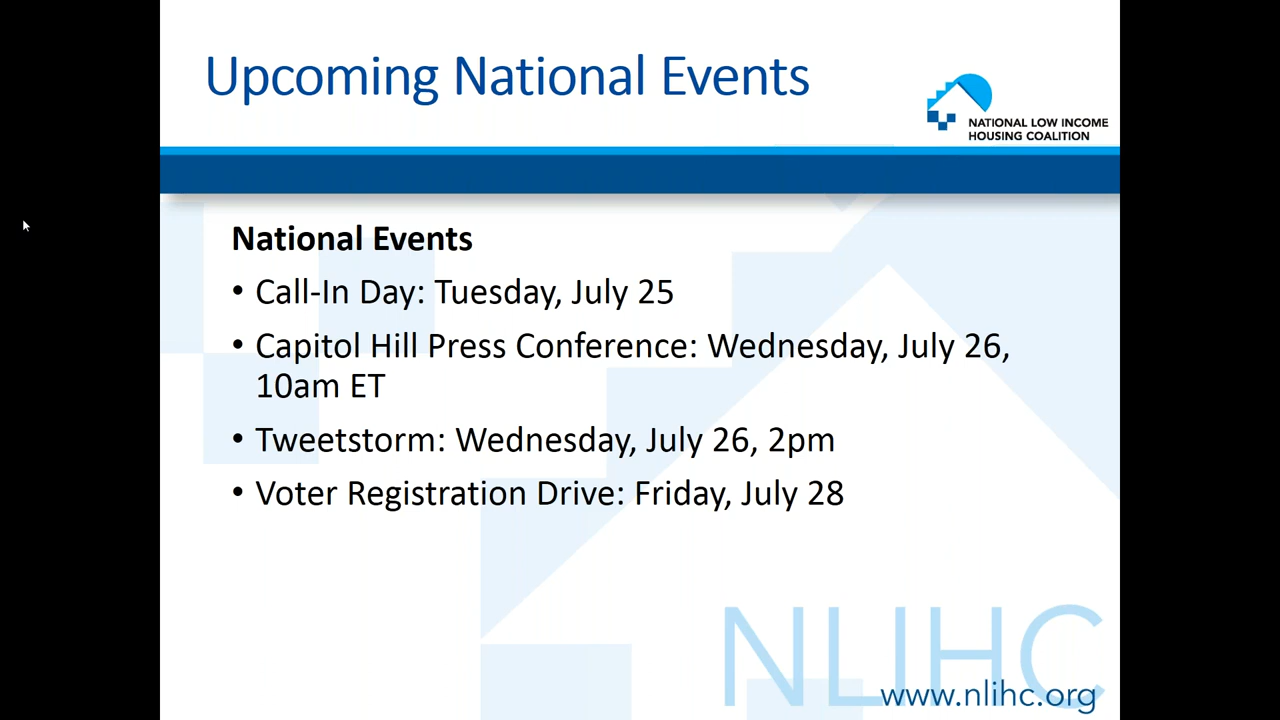 Upcoming National Events
NATIONAL LOW INCOME
HOUSING COALITION
National Events
• Call-In Day: Tuesday, July 25
• Capitol Hill Press Conference: Wednesday, July 26,
10am ET
• Tweetstorm: Wednesday, July 26, 2pm
• Voter Registration Drive: Friday, July 28
NLIHC
www.nlihc.org